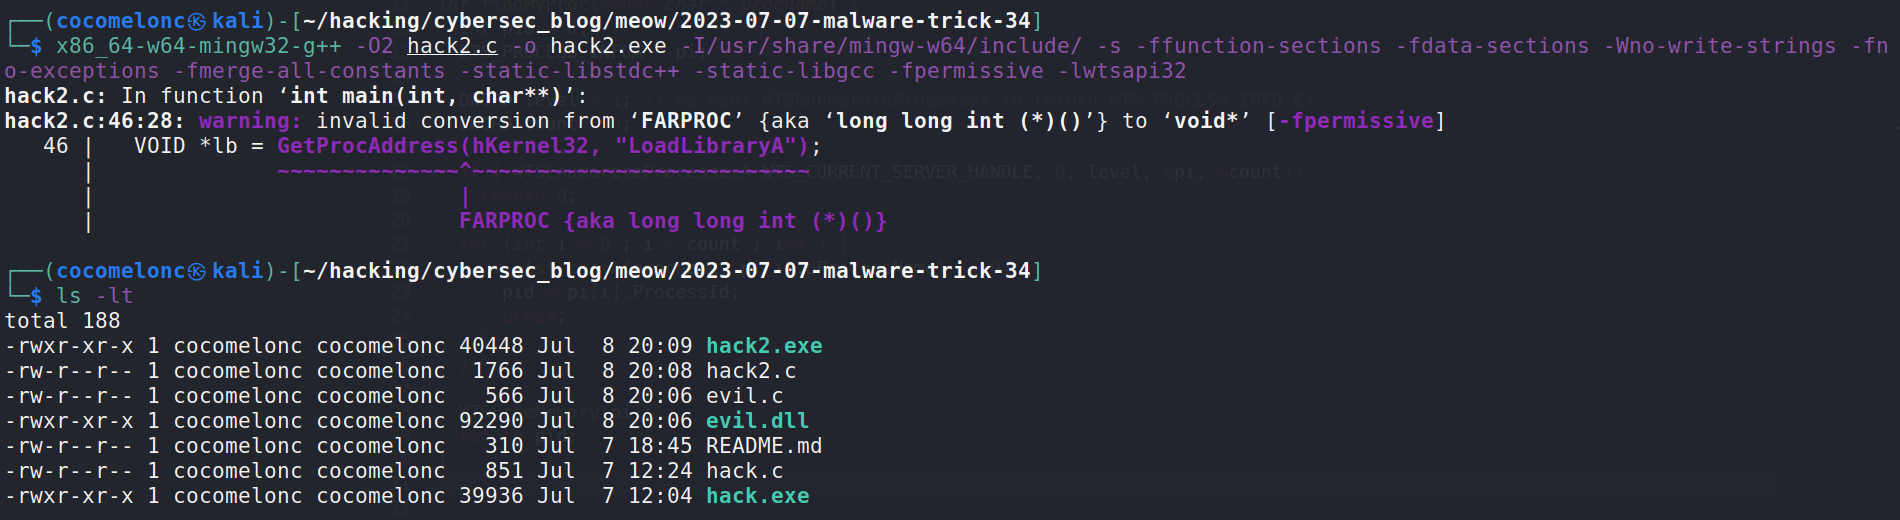 ┌──(cocomelonc㉿kali)-[~/hacking/cybersec_blog/meow/2023-07-07-malware-trick-34]
└─$ x86_64-w64-mingw32-g++ -O2 hack2.c -o hack2.exe -I/usr/share/mingw-w64/include/ -s -ffunction-sections -fdata-sections -Wno-write-strings -fn
o-exceptions -fmerge-all-constants -static-libstdc++ -static-libgcc -fpermissive -lwtsapi32
hack2.c: In function ‘int main(int, char**)’:
hack2.c:46:28: warning: invalid conversion from ‘FARPROC’ {aka ‘long long int (*)()’} to ‘void*’ [-fpermissive]
   46 |   VOID *lb = GetProcAddress(hKernel32, "LoadLibraryA");
      |              ~~~~~~~~~~~~~~^~~~~~~~~~~~~~~~~~~~~~~~~~~
      |                            |
      |                            FARPROC {aka long long int (*)()}
┌──(cocomelonc㉿kali)-[~/hacking/cybersec_blog/meow/2023-07-07-malware-trick-34]
└─$ ls -lt
total 188
-rwxr-xr-x 1 cocomelonc cocomelonc 40448 Jul  8 20:09 hack2.exe
-rw-r--r-- 1 cocomelonc cocomelonc  1766 Jul  8 20:08 hack2.c
-rw-r--r-- 1 cocomelonc cocomelonc   566 Jul  8 20:06 evil.c
-rwxr-xr-x 1 cocomelonc cocomelonc 92290 Jul  8 20:06 evil.dll
-rw-r--r-- 1 cocomelonc cocomelonc   310 Jul  7 18:45 README.md
-rw-r--r-- 1 cocomelonc cocomelonc   851 Jul  7 12:24 hack.c
-rwxr-xr-x 1 cocomelonc cocomelonc 39936 Jul  7 12:04 hack.exe